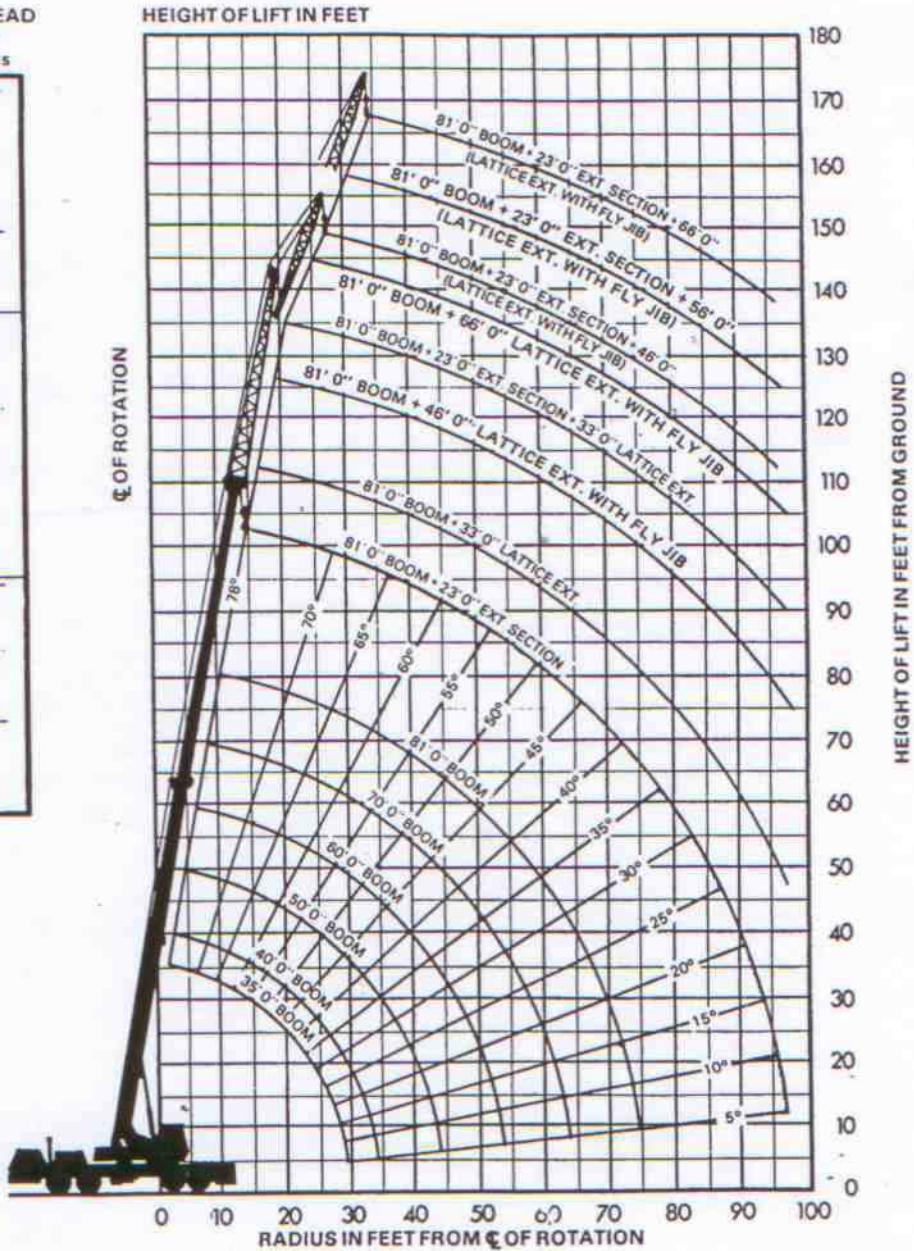 EAD
s
HEIGHT OF LIFT IN FEET
180
170
160
150
140
130
120
110
100
90
80
70
60
50
40
30
20
10
0
HEIGHT OF LIFT IN FEET FROM GROUND
℄ OF ROTATION
81'0" BOOM + 23'0" EXT. SECTION + 66'0"
(LATTICE EXT. WITH FLY JIB)
81'0" BOOM + 23'0" EXT. SECTION + 56'0"
(LATTICE EXT. WITH FLY JIB)
81'0" BOOM + 23'0" EXT. SECTION + 46'0"
(LATTICE EXT. WITH FLY JIB)
81'0" BOOM + 66'0" LATTICE EXT. WITH FLY JIB
81'0" BOOM + 23'0" EXT. SECTION + 33'0" LATTICE EXT.
81'0" BOOM + 46'0" LATTICE EXT. WITH FLY JIB
81'0" BOOM + 33'0" LATTICE EXT.
81'0" BOOM + 23'0" EXT. SECTION
78°
70°
65°
60°
55°
50°
45°
40°
35°
30°
25°
20°
15°
10°
5°
81'0" BOOM
70'0" BOOM
60'0" BOOM
50'0" BOOM
40'0" BOOM
35'0" BOOM
0 10 20 30 40 50 60 70 80 90 100
RADIUS IN FEET FROM ℄ OF ROTATION